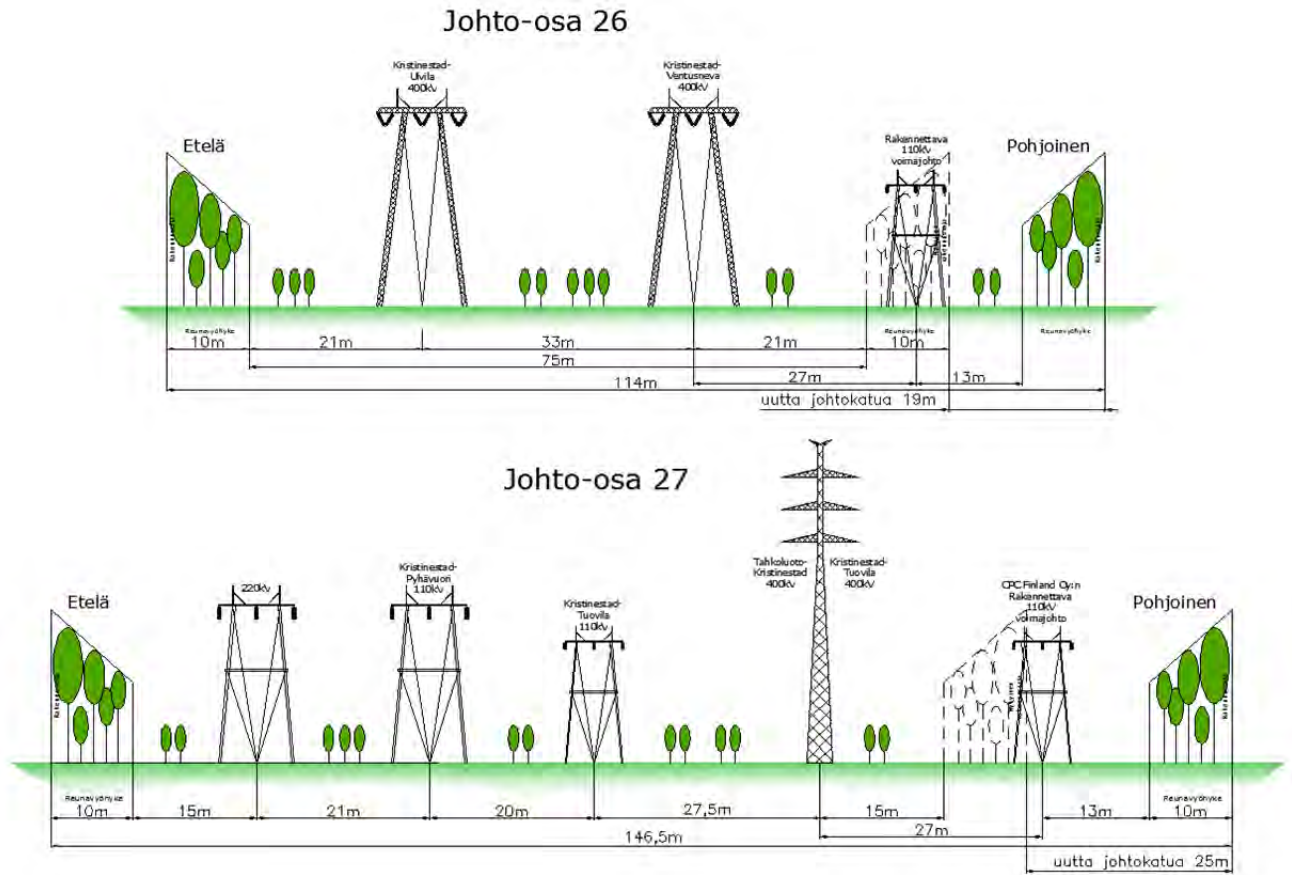 Johto-osa 26
Kristinestad-
Ulvila
400kV
Kristinestad-
Ventusneva
400kV
Etelä
Rakennettava
110kV
voimajohto
Pohjoinen
Reunavyöhyke
Reunavyöhyke
Reunavyöhyke
10m
21m
33m
21m
10m
75m
114m
27m
13m
uutta johtokatua 19m
Johto-osa 27
Etelä
220kV
Kristinestad-
Pyhävuori
110kV
Kristinestad-
Tuovila
110kV
Tahkoluoto-
Kristinestad
400kV
Kristinestad-
Tuovila
400kV
CPC Finland Oy:n
Rakennettava
110kV
voimajohto
Pohjoinen
Reunavyöhyke
Reunavyöhyke
10m
15m
21m
20m
27,5m
15m
13m
10m
27m
146,5m
uutta johtokatua 25m